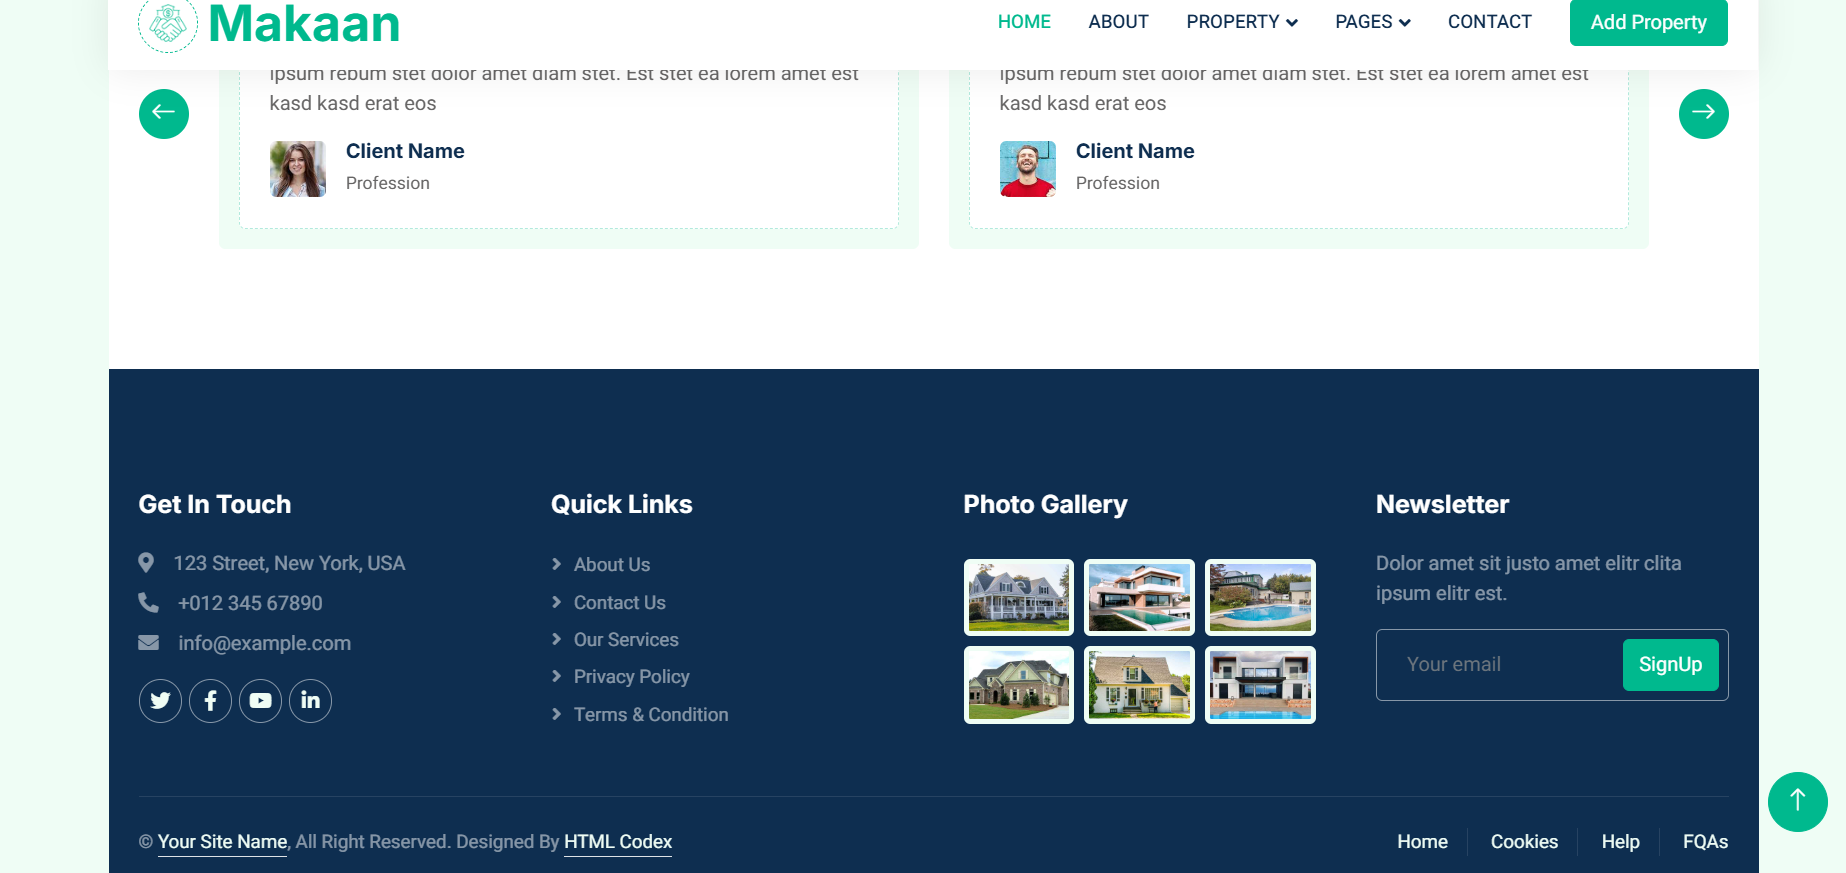 Makaan
HOME ABOUT PROPERTY PAGES CONTACT Add Property
ipsum rebum stet dolor amet diam stet. Est stet ea lorem amet est
kasd kasd erat eos
Client Name
Profession
ipsum rebum stet dolor amet diam stet. Est stet ea lorem amet est
kasd kasd erat eos
Client Name
Profession
Get In Touch
123 Street, New York, USA
+012 345 67890
info@example.com
Quick Links
About Us
Contact Us
Our Services
Privacy Policy
Terms & Condition
Photo Gallery
Newsletter
Dolor amet sit justo amet elitr clita
ipsum elitr est.
Your email SignUp
© Your Site Name, All Right Reserved. Designed By HTML Codex
Home Cookies Help FQAs